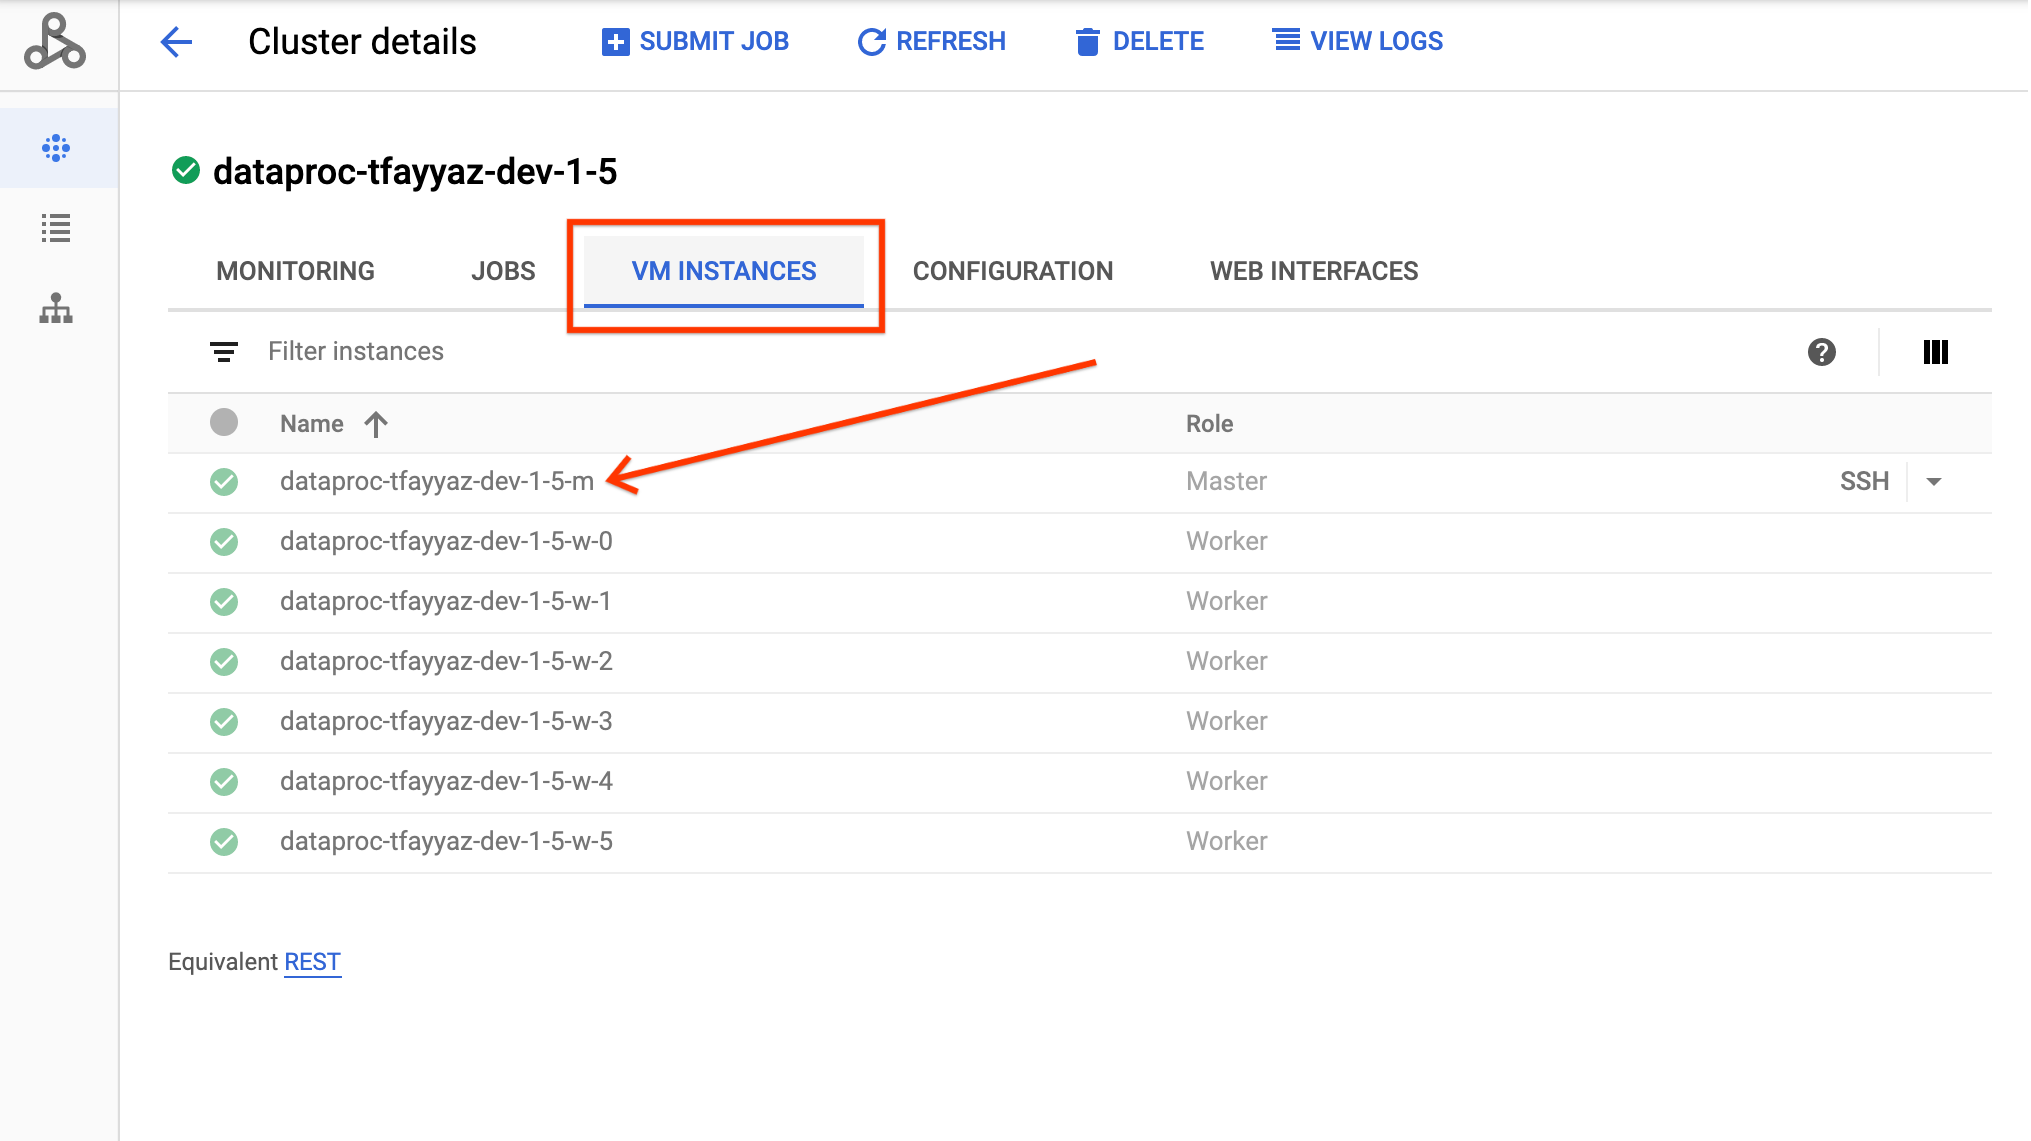 Cluster details SUBMIT JOB REFRESH DELETE VIEW LOGS
dataproc-tfayyaz-dev-1-5
MONITORING JOBS VM INSTANCES CONFIGURATION WEB INTERFACES
Filter instances
Name Role
dataproc-tfayyaz-dev-1-5-m Master SSH
dataproc-tfayyaz-dev-1-5-w-0 Worker
dataproc-tfayyaz-dev-1-5-w-1 Worker
dataproc-tfayyaz-dev-1-5-w-2 Worker
dataproc-tfayyaz-dev-1-5-w-3 Worker
dataproc-tfayyaz-dev-1-5-w-4 Worker
dataproc-tfayyaz-dev-1-5-w-5 Worker
Equivalent REST